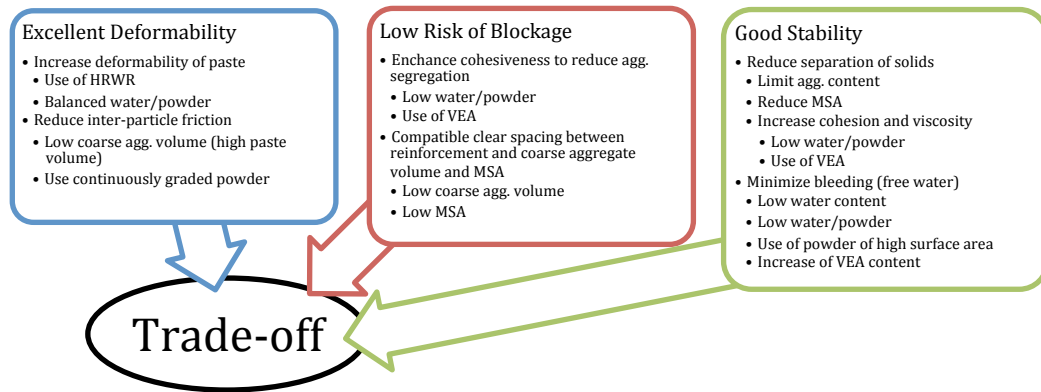 Excellent Deformability
• Increase deformability of paste
• Use of HRWR
• Balanced water/powder
• Reduce inter-particle friction
• Low coarse agg. volume (high paste
volume)
• Use continuously graded powder
Low Risk of Blockage
• Enchance cohesiveness to reduce agg.
segregation
• Low water/powder
• Use of VEA
• Compatible clear spacing between
reinforcement and coarse aggregate
volume and MSA
• Low coarse agg. volume
• Low MSA
Good Stability
• Reduce separation of solids
• Limit agg. content
• Reduce MSA
• Increase cohesion and viscosity
• Low water/powder
• Use of VEA
• Minimize bleeding (free water)
• Low water content
• Low water/powder
• Use of powder of high surface area
• Increase of VEA content
Trade-off